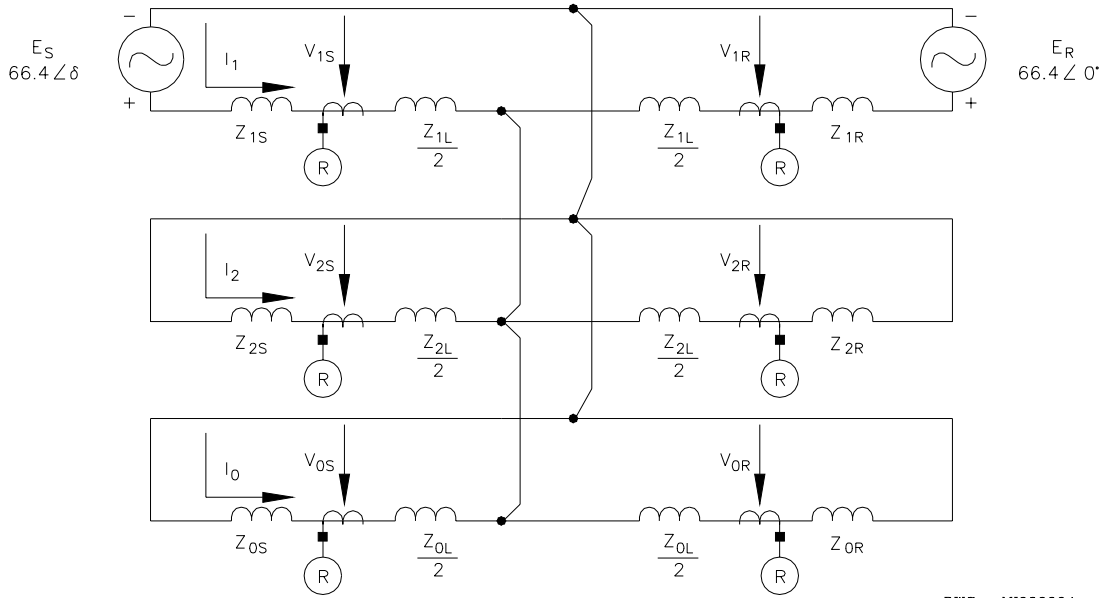 − −
E_S
66.4∠δ
I_1
V_1S
V_1R
E_R
66.4∠0°
+ +
Z_1S
Z_1L
2
Z_1L
2
Z_1R
R R
I_2
V_2S
V_2R
Z_2S
Z_2L
2
Z_2L
2
Z_2R
R R
I_0
V_0S
V_0R
Z_0S
Z_0L
2
Z_0L
2
Z_0R
R R